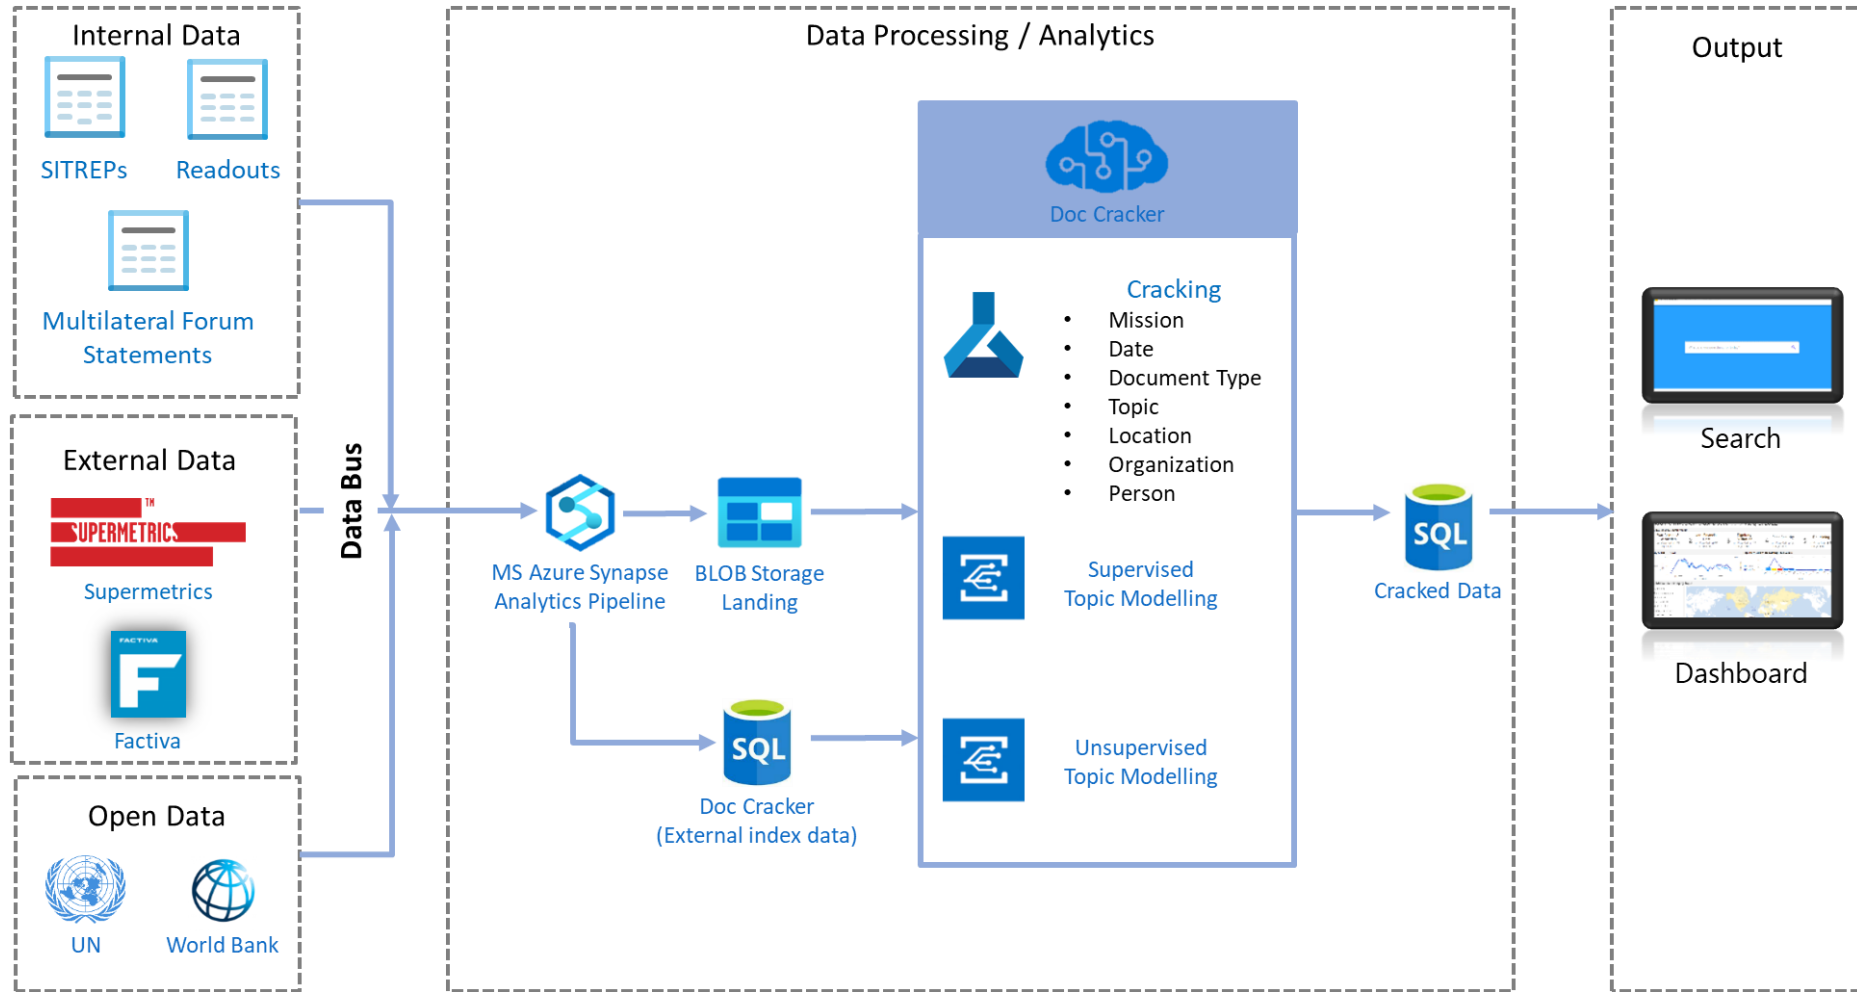 Internal Data
SITREPs
Readouts
Multilateral Forum
Statements
External Data
TM
SUPERMETRICS
Supermetrics
FACTIVA
F
Factiva
Open Data
UN
World Bank
Data Bus
Data Processing / Analytics
MS Azure Synapse
Analytics Pipeline
BLOB Storage
Landing
SQL
Doc Cracker
(External index data)
Doc Cracker
Cracking
• Mission
• Date
• Document Type
• Topic
• Location
• Organization
• Person
Supervised
Topic Modelling
Unsupervised
Topic Modelling
SQL
Cracked Data
Output
Search
Dashboard